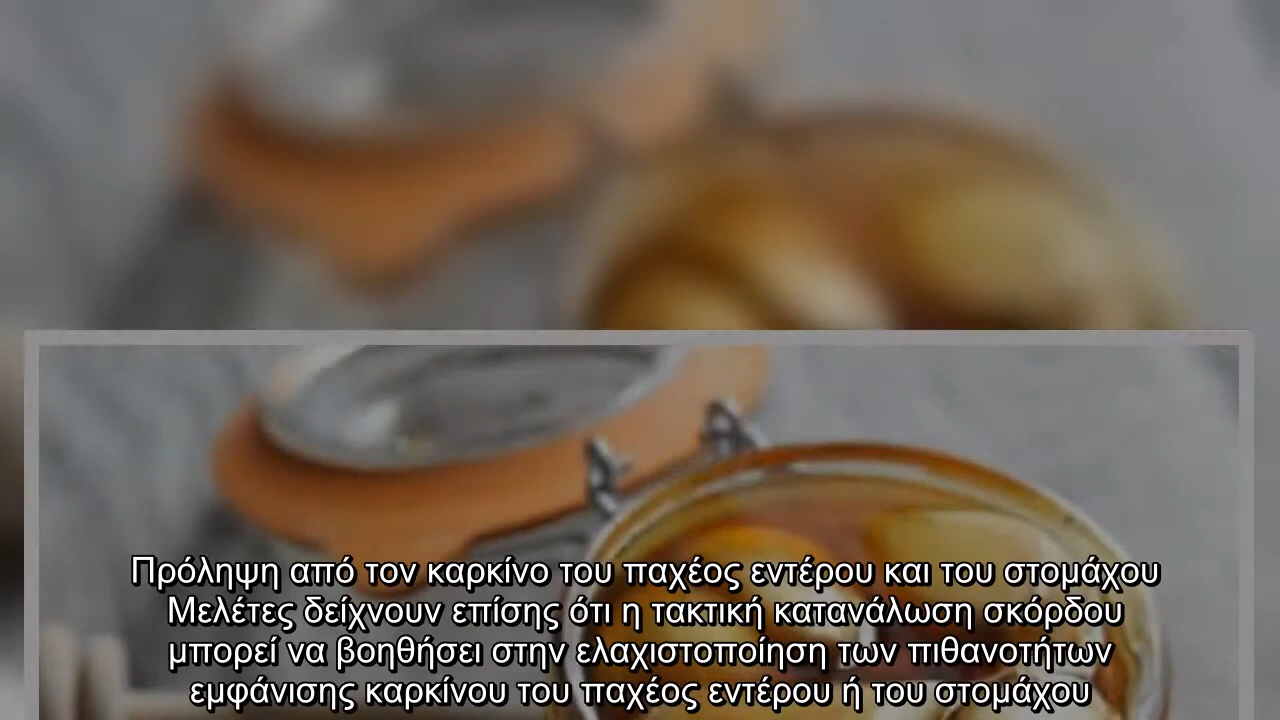 Πρόληψη από τον καρκίνο του παχέος εντέρου και του στομάχου
Μελέτες δείχνουν επίσης ότι η τακτική κατανάλωση σκόρδου
μπορεί να βοηθήσει στην ελαχιστοποίηση των πιθανοτήτων
εμφάνισης καρκίνου του παχέος εντέρου ή του στομάχου